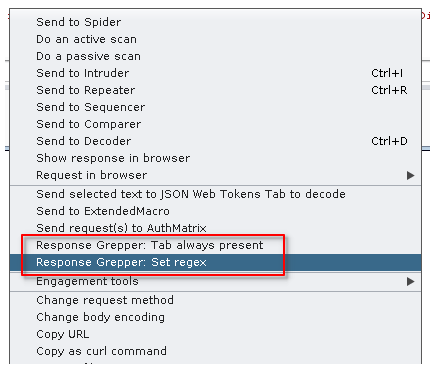 Send to Spider
Do an active scan
Do a passive scan
Send to Intruder Ctrl+I
Send to Repeater Ctrl+R
Send to Sequencer
Send to Comparer
Send to Decoder Ctrl+D
Show response in browser
Request in browser
Send selected text to JSON Web Tokens Tab to decode
Send to ExtendedMacro
Send request(s) to AuthMatrix
Response Grepper: Tab always present
Response Grepper: Set regex
Engagement tools
Change request method
Change body encoding
Copy URL
Copy as curl command